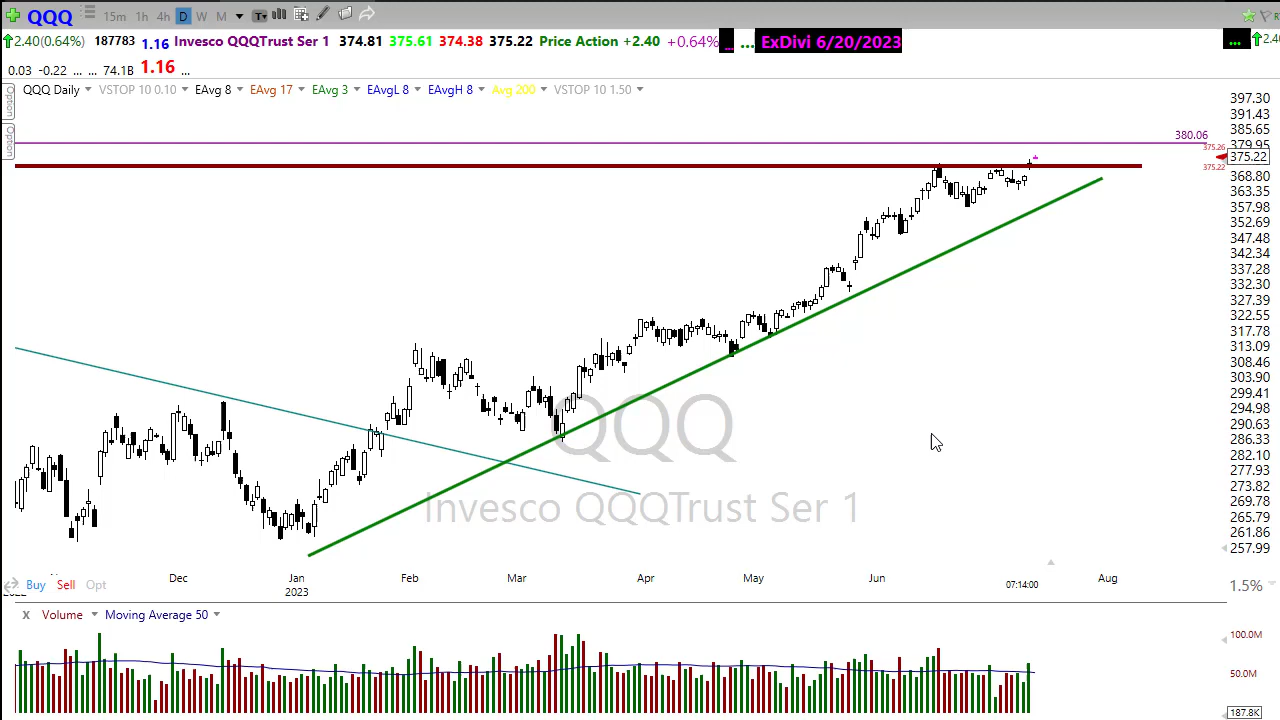 QQQ 15m 1h 4h D W M T
2.40(0.64%) 187783 1.16 Invesco QQQTrust Ser 1 374.81 375.61 374.38 375.22 Price Action +2.40 +0.64% ... ... ExDivi 6/20/2023 ...
0.03 -0.22 ... ... 74.1B 1.16 ...
QQQ Daily VSTOP 10 0.10 EAvg 8 EAvg 17 EAvg 3 EAvgL 8 EAvgH 8 Avg 200 VSTOP 10 1.50
Option
Option
397.30
391.43
385.65
380.06
379.95
375.26
375.22
375.22
368.80
363.35
357.98
352.69
347.48
342.34
337.28
332.30
327.39
322.55
317.78
313.09
308.46
303.90
299.41
294.98
290.63
286.33
282.10
277.93
273.82
269.78
265.79
261.86
257.99
QQQ
Invesco QQQTrust Ser 1
Dec Jan Feb Mar Apr May Jun 07:14:00 Aug
2023
Buy Sell Opt 1.5%
X Volume Moving Average 50
100.0M
50.0M
187.8K